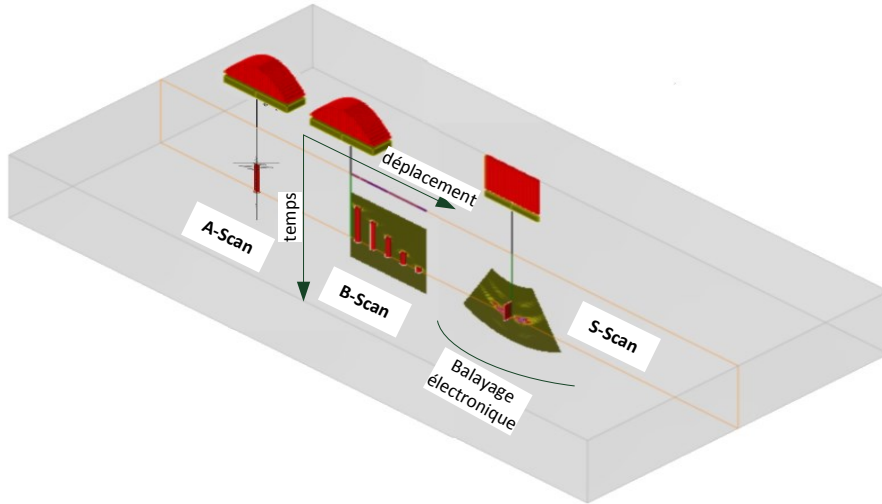 déplacement
temps
A-Scan
B-Scan
S-Scan
Balayage
électronique